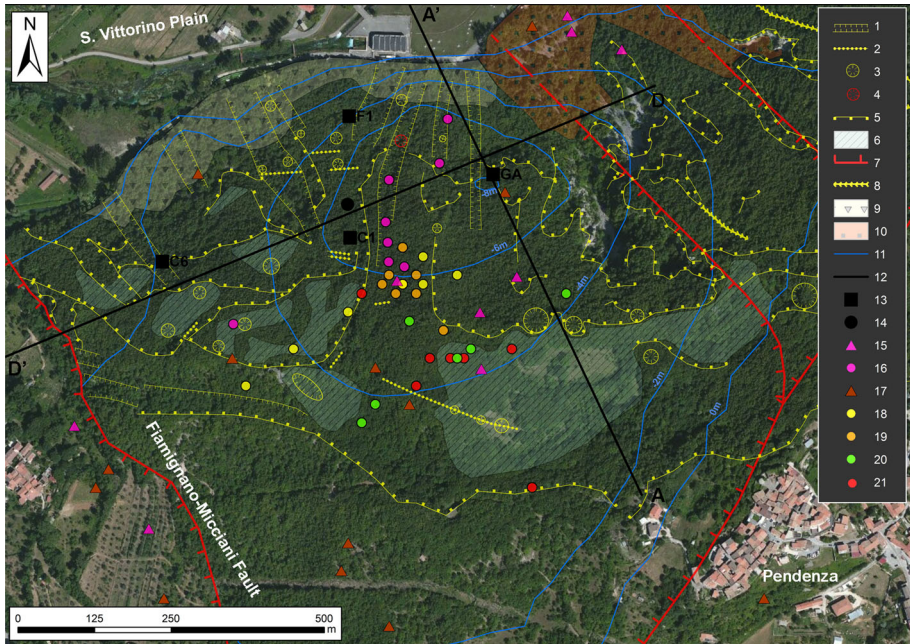 A'
N
S. Vittorino Plain
D
F1
GA
-8m
C1
-6m
C6
-4m
D'
-2m
0m
A
Fiamignano-Micciani Fault
Pendenza
0 125 250 500
m
1
2
3
4
5
6
7
8
9
10
11
12
13
14
15
16
17
18
19
20
21